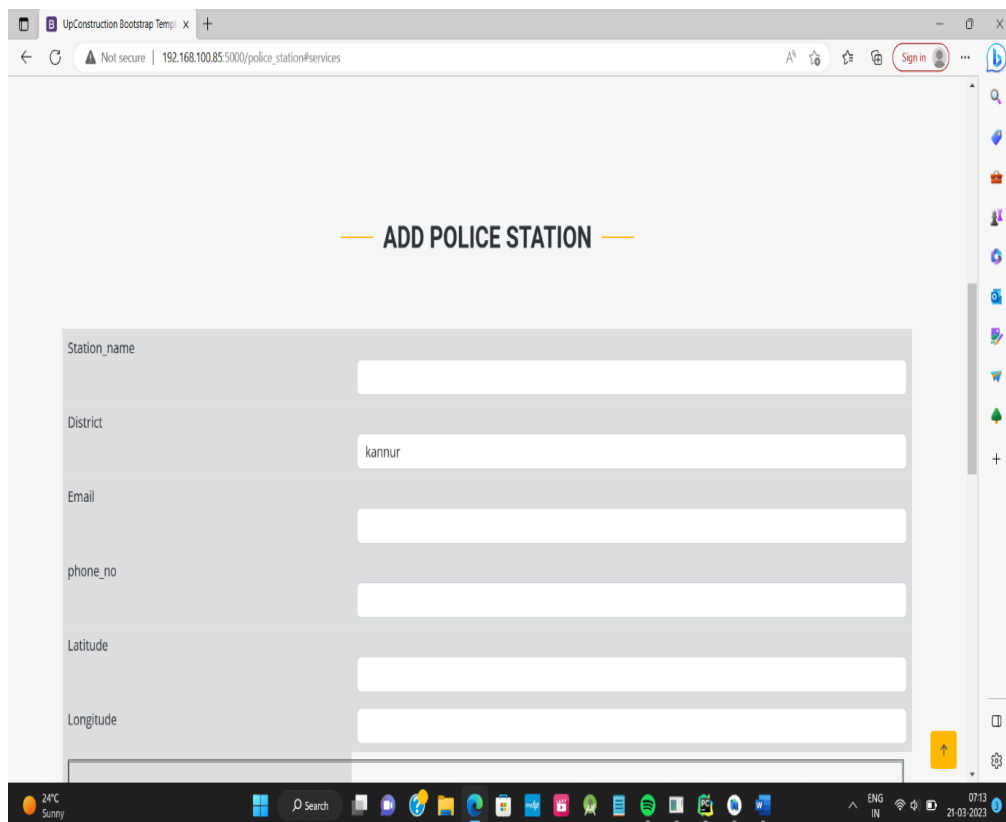 UpConstruction Bootstrap Templ
Not secure | 192.168.100.85:5000/police_station#services
Sign in
ADD POLICE STATION
Station_name
District
kannur
Email
phone_no
Latitude
Longitude
24°C
Sunny
Search
ENG
IN
07:13
21-03-2023